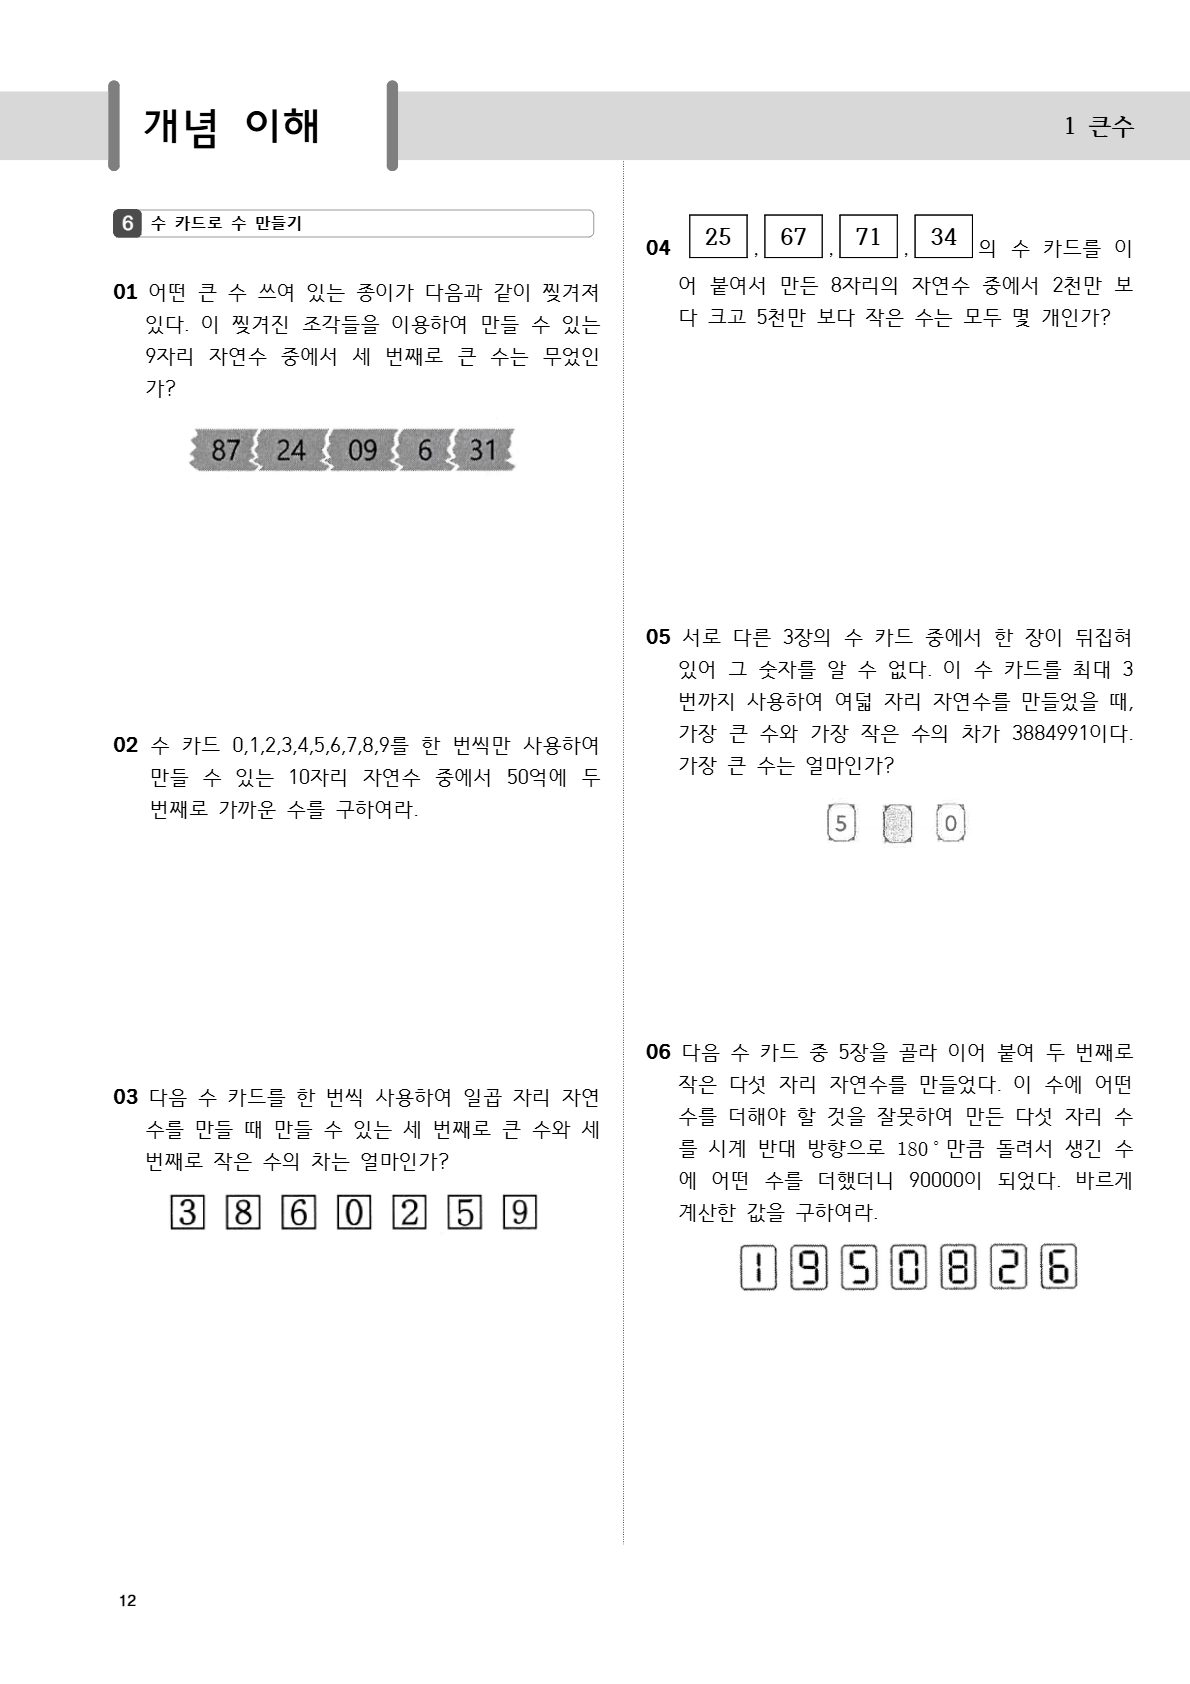 개념 이해
1 큰수
6 수 카드로 수 만들기
01 어떤 큰 수 쓰여 있는 종이가 다음과 같이 찢겨져
있다. 이 찢겨진 조각들을 이용하여 만들 수 있는
9자리 자연수 중에서 세 번째로 큰 수는 무었인
가?
87 24 09 6 31
02 수 카드 0,1,2,3,4,5,6,7,8,9를 한 번씩만 사용하여
만들 수 있는 10자리 자연수 중에서 50억에 두
번째로 가까운 수를 구하여라.
03 다음 수 카드를 한 번씩 사용하여 일곱 자리 자연
수를 만들 때 만들 수 있는 세 번째로 큰 수와 세
번째로 작은 수의 차는 얼마인가?
3 8 6 0 2 5 9
04 25 , 67 , 71 , 34 의 수 카드를 이
어 붙여서 만든 8자리의 자연수 중에서 2천만 보
다 크고 5천만 보다 작은 수는 모두 몇 개인가?
05 서로 다른 3장의 수 카드 중에서 한 장이 뒤집혀
있어 그 숫자를 알 수 없다. 이 수 카드를 최대 3
번까지 사용하여 여덟 자리 자연수를 만들었을 때,
가장 큰 수와 가장 작은 수의 차가 3884991이다.
가장 큰 수는 얼마인가?
5 0
06 다음 수 카드 중 5장을 골라 이어 붙여 두 번째로
작은 다섯 자리 자연수를 만들었다. 이 수에 어떤
수를 더해야 할 것을 잘못하여 만든 다섯 자리 수
를 시계 반대 방향으로 180°만큼 돌려서 생긴 수
에 어떤 수를 더했더니 90000이 되었다. 바르게
계산한 값을 구하여라.
1 9 5 0 8 2 6
12